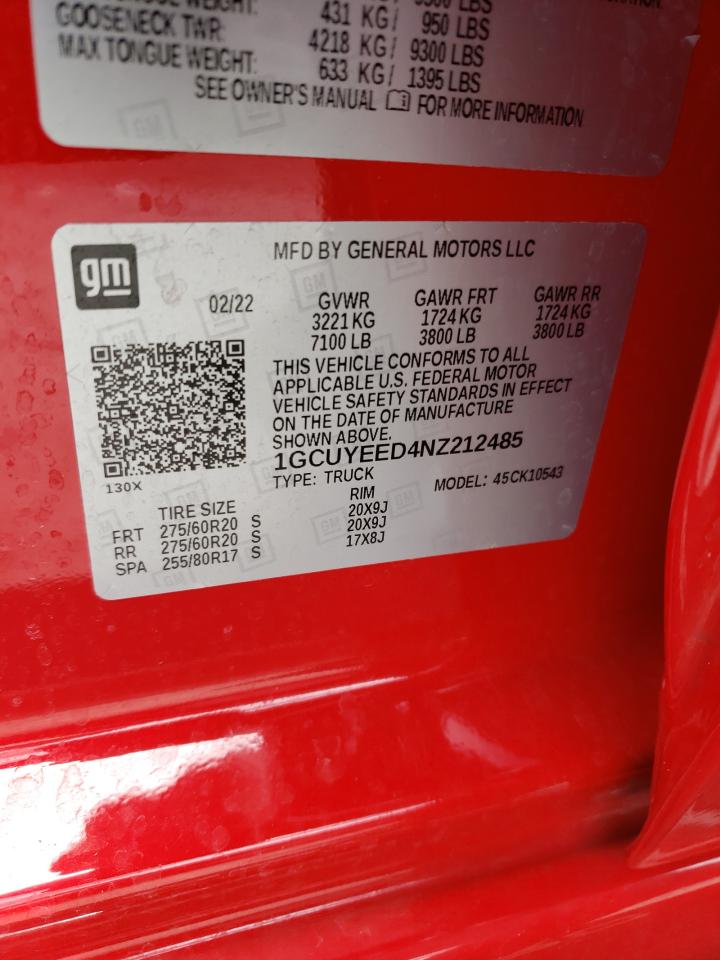 TONGUE WEIGHT: 431 KG/ 950 LBS
GOOSENECK TWR: 4218 KG/ 9300 LBS
MAX TONGUE WEIGHT: 633 KG/ 1395 LBS
SEE OWNER'S MANUAL FOR MORE INFORMATION
gm
MFD BY GENERAL MOTORS LLC
02/22 GVWR GAWR FRT GAWR RR
3221 KG 1724 KG 1724 KG
7100 LB 3800 LB 3800 LB
THIS VEHICLE CONFORMS TO ALL
APPLICABLE U.S. FEDERAL MOTOR
VEHICLE SAFETY STANDARDS IN EFFECT
ON THE DATE OF MANUFACTURE
SHOWN ABOVE.
1GCUYEED4NZ212485
TYPE: TRUCK MODEL: 45CK10543
130X
TIRE SIZE RIM
FRT 275/60R20 S 20X9J
RR 275/60R20 S 20X9J
SPA 255/80R17 S 17X8J